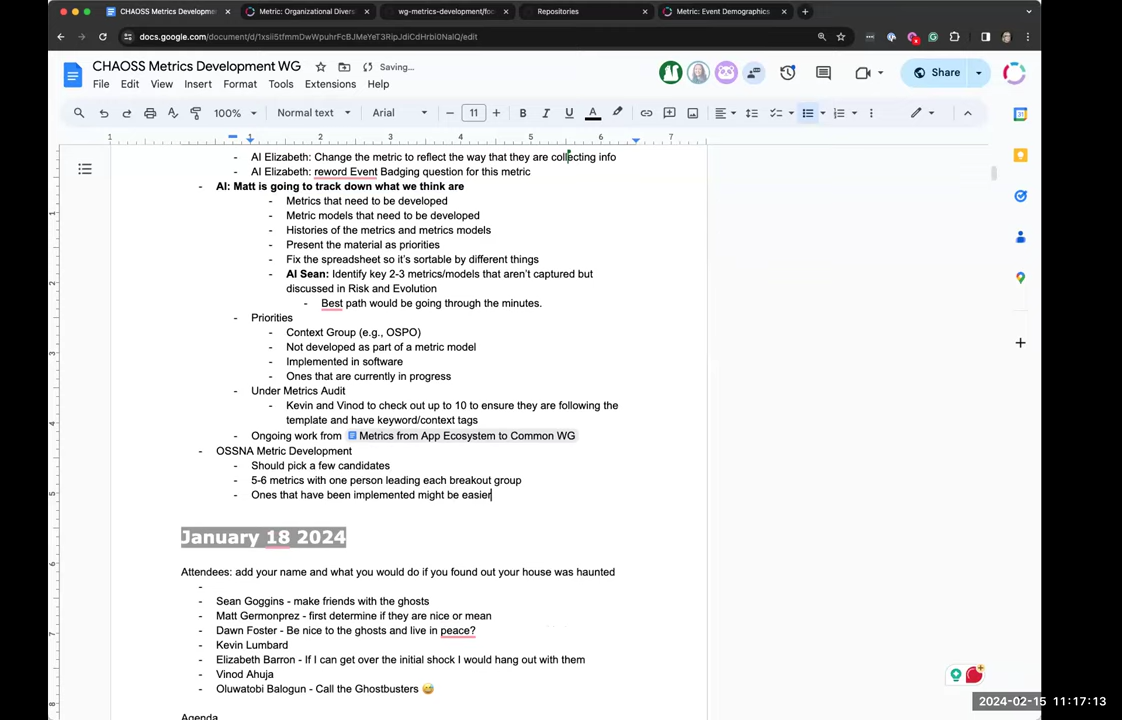 CHAOSS Metrics Developmen
Metric: Organizational Divers
wg-metrics-development/foc
Repositories
Metric: Event Demographics
docs.google.com/document/d/1xsii5tfmmDwWpuhrFcBJMeYeT3RipJdlCdHrbi0NaIQ/edit
CHAOSS Metrics Development WG
Saving...
File Edit View Insert Format Tools Extensions Help
Share
100%
Normal text
Arial
11
B I U A
1 1 2 3 4 5 6 7
- AI Elizabeth: Change the metric to reflect the way that they are collecting info
- AI Elizabeth: reword Event Badging question for this metric
- AI: Matt is going to track down what we think are
- Metrics that need to be developed
- Metric models that need to be developed
- Histories of the metrics and metrics models
- Present the material as priorities
- Fix the spreadsheet so it's sortable by different things
- AI Sean: Identify key 2-3 metrics/models that aren't captured but
discussed in Risk and Evolution
- Best path would be going through the minutes.
- Priorities
- Context Group (e.g., OSPO)
- Not developed as part of a metric model
- Implemented in software
- Ones that are currently in progress
- Under Metrics Audit
- Kevin and Vinod to check out up to 10 to ensure they are following the
template and have keyword/context tags
- Ongoing work from Metrics from App Ecosystem to Common WG
- OSSNA Metric Development
- Should pick a few candidates
- 5-6 metrics with one person leading each breakout group
- Ones that have been implemented might be easier
January 18 2024
Attendees: add your name and what you would do if you found out your house was haunted
-
- Sean Goggins - make friends with the ghosts
- Matt Germonprez - first determine if they are nice or mean
- Dawn Foster - Be nice to the ghosts and live in peace?
- Kevin Lumbard
- Elizabeth Barron - If I can get over the initial shock I would hang out with them
- Vinod Ahuja
- Oluwatobi Balogun - Call the Ghostbusters 😅
Agenda
2024-02-15 11:17:13